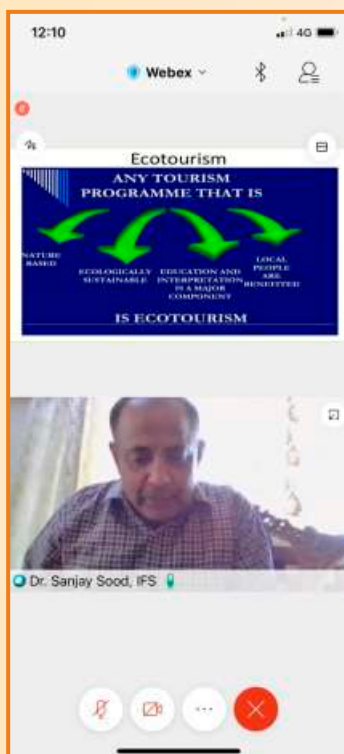 12:10
4G
Webex
Ecotourism
ANY TOURISM
PROGRAMME THAT IS
NATURE
BASED
ECOLOGICALLY
SUSTAINABLE
EDUCATION AND
INTERPRETATION
IS A MAJOR
COMPONENT
LOCAL
PEOPLE
ARE
BENEFITTED
IS ECOTOURISM
Dr. Sanjay Sood, IFS